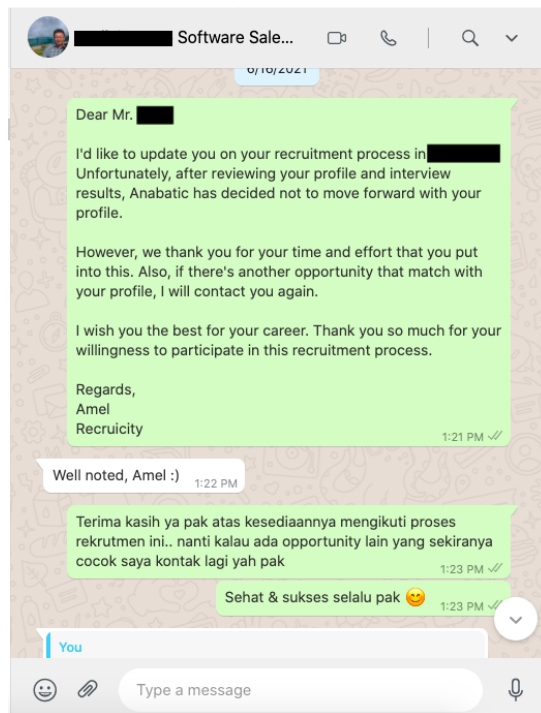 Software Sale...
6/16/2021
Dear Mr.
I'd like to update you on your recruitment process in
Unfortunately, after reviewing your profile and interview
results, Anabatic has decided not to move forward with your
profile.
However, we thank you for your time and effort that you put
into this. Also, if there's another opportunity that match with
your profile, I will contact you again.
I wish you the best for your career. Thank you so much for your
willingness to participate in this recruitment process.
Regards,
Amel
Recruicity
1:21 PM
Well noted, Amel :)
1:22 PM
Terima kasih ya pak atas kesediaannya mengikuti proses
rekrutmen ini.. nanti kalau ada opportunity lain yang sekiranya
cocok saya kontak lagi yah pak
1:23 PM
Sehat & sukses selalu pak 😊
1:23 PM
You
Type a message